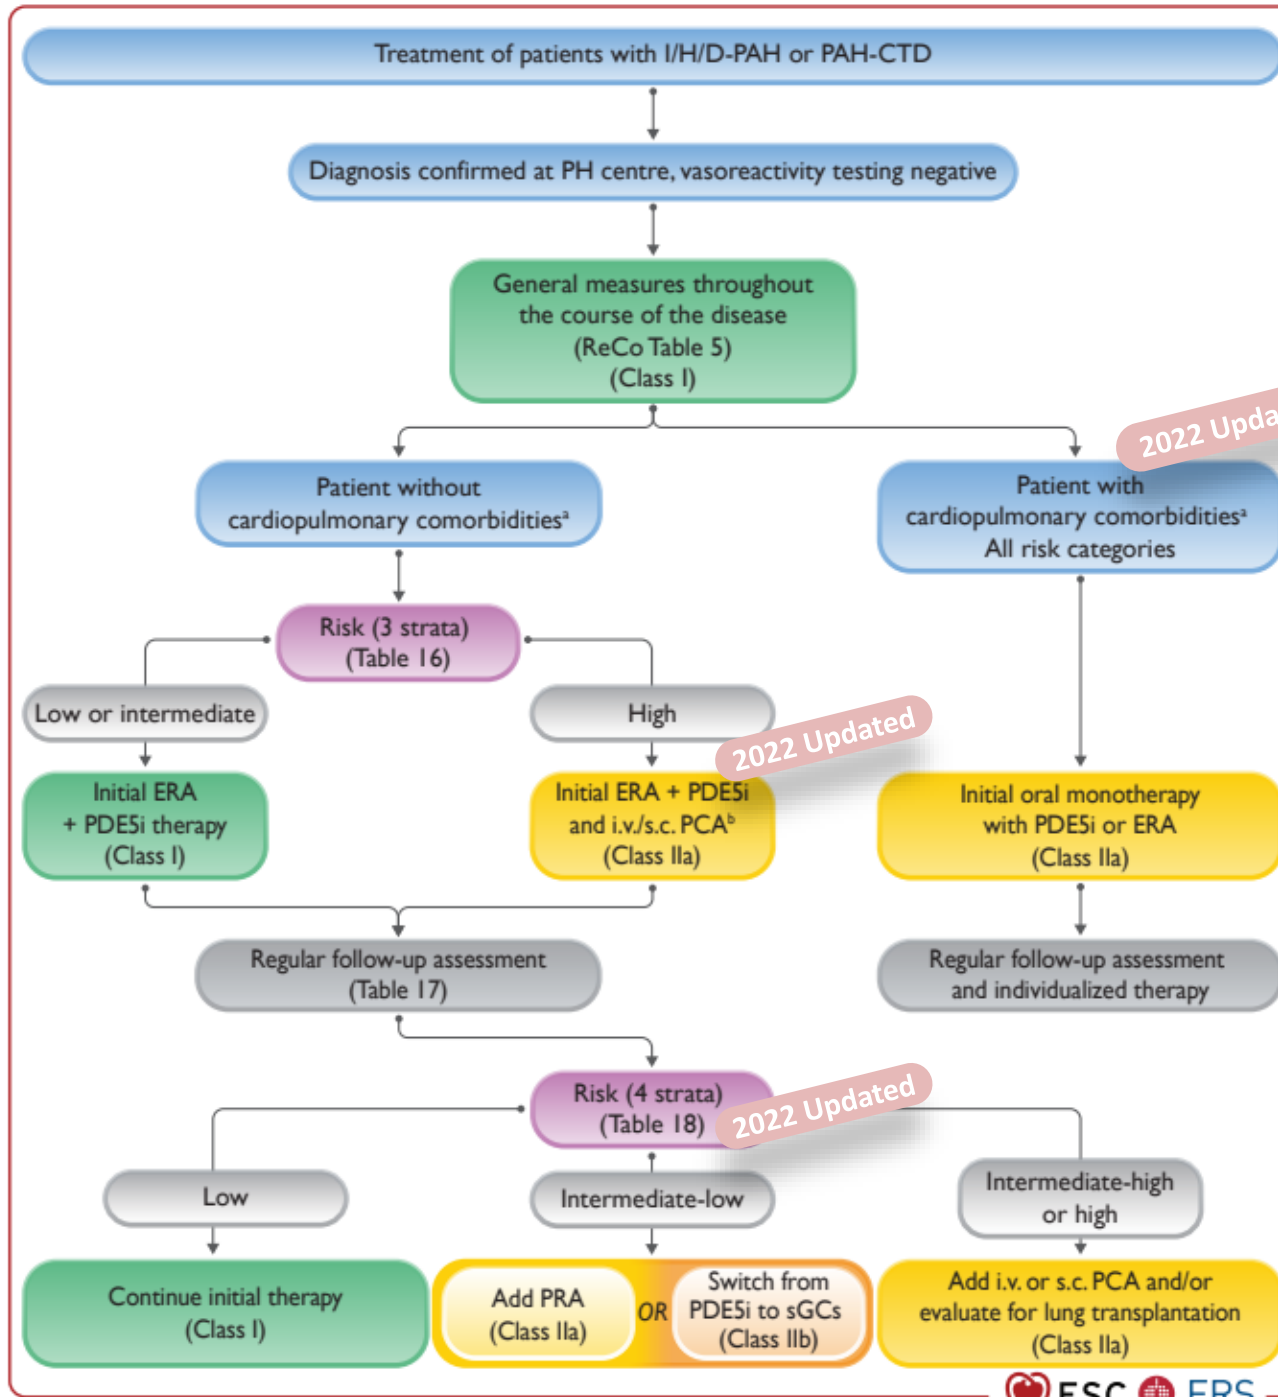 Treatment of patients with I/H/D-PAH or PAH-CTD
Diagnosis confirmed at PH centre, vasoreactivity testing negative
General measures throughout
the course of the disease
(ReCo Table 5)
(Class I)
2022 Upda
Patient without
cardiopulmonary comorbiditiesᵃ
Patient with
cardiopulmonary comorbiditiesᵃ
All risk categories
Risk (3 strata)
(Table 16)
Low or intermediate
High
2022 Updated
Initial ERA
+ PDE5i therapy
(Class I)
Initial ERA + PDE5i
and i.v./s.c. PCAᵇ
(Class IIa)
Initial oral monotherapy
with PDE5i or ERA
(Class IIa)
Regular follow-up assessment
(Table 17)
Regular follow-up assessment
and individualized therapy
Risk (4 strata)
(Table 18)
2022 Updated
Low
Intermediate-low
Intermediate-high
or high
Continue initial therapy
(Class I)
Add PRA
(Class IIa)
OR
Switch from
PDE5i to sGCs
(Class IIb)
Add i.v. or s.c. PCA and/or
evaluate for lung transplantation
(Class IIa)
ESC ERS